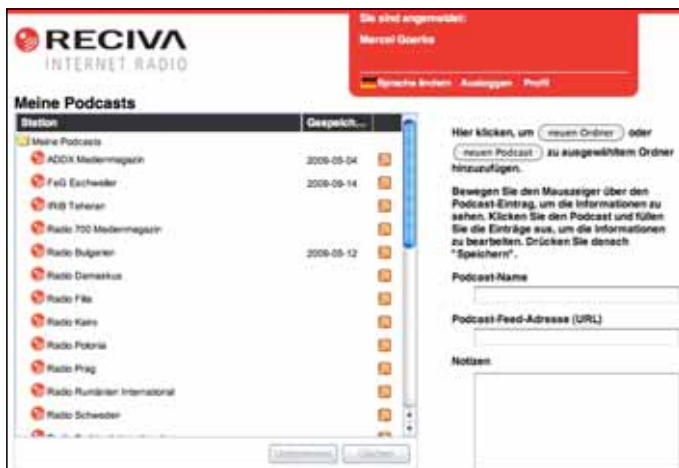 RECIVA
INTERNET RADIO
Sie sind angemeldet:
Marcel Goerke
Sprache ändern Ausloggen Profil
Meine Podcasts
Station Gespeich...
Meine Podcasts
ADDX Medienmagazin 2009-05-04
FeG Eschweiler 2009-09-14
IRIB Teheran
Radio 700 Medienmagazin
Radio Bulgarien 2009-05-12
Radio Damaskus
Radio Filia
Radio Kairo
Radio Polonia
Radio Prag
Radio Rumänien International
Radio Schweden
Hier klicken, um neuen Ordner oder
neuen Podcast zu ausgewähltem Ordner
hinzuzufügen.
Bewegen Sie den Mauszeiger über den
Podcast-Eintrag, um die Informationen zu
sehen. Klicken Sie den Podcast und füllen
Sie die Einträge aus, um die Informationen
zu bearbeiten. Drücken Sie danach
"Speichern".
Podcast-Name
Podcast-Feed-Adresse (URL)
Notizen
Löschen